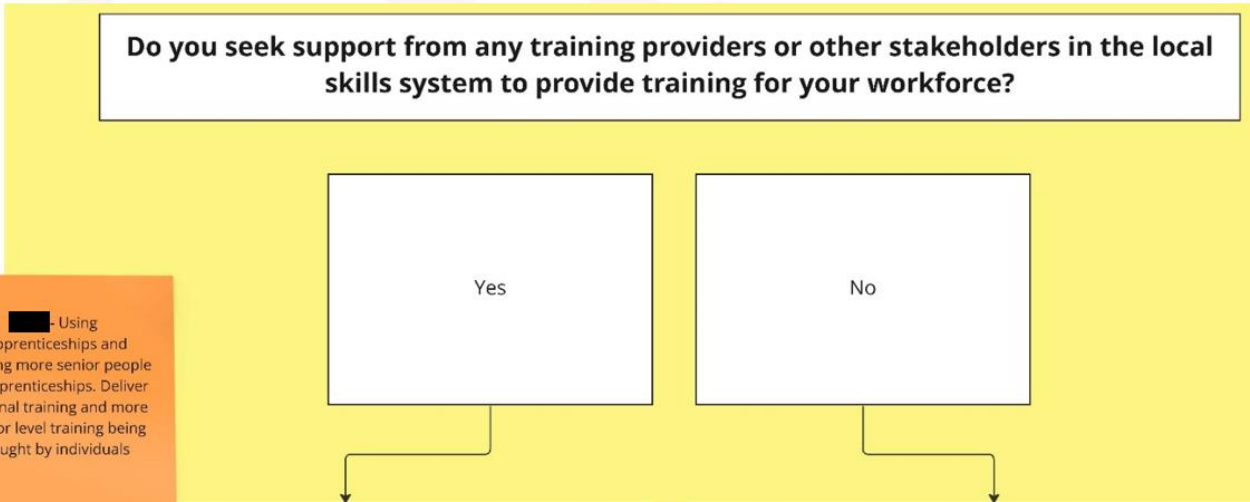 Do you seek support from any training providers or other stakeholders in the local
skills system to provide training for your workforce?
Yes
No
- Using
pprenticeships and
ng more senior people
prenticeships. Deliver
nal training and more
or level training being
ught by individuals